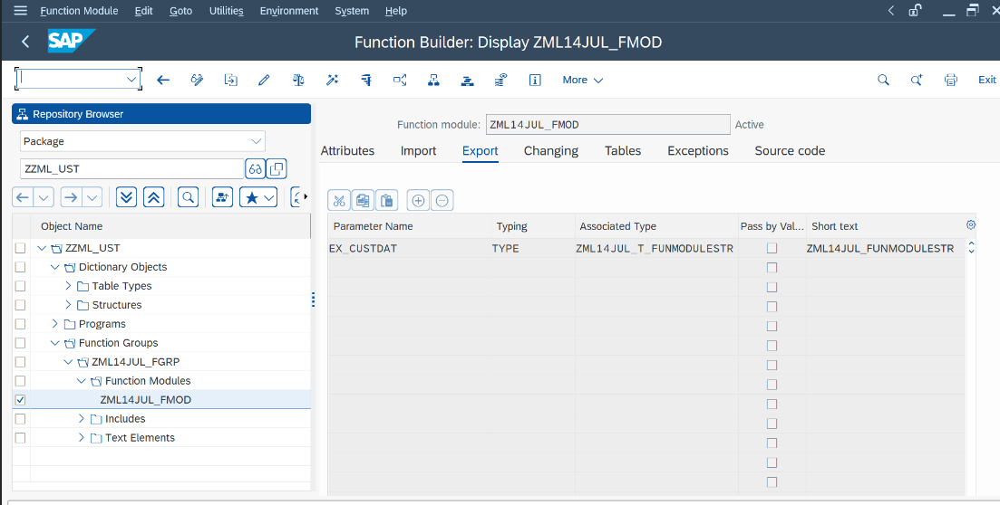 Function Module Edit Goto Utilities Environment System Help
SAP
Function Builder: Display ZML14JUL_FMOD
More
Exit
Repository Browser
Function module: ZML14JUL_FMOD Active
Package
Attributes Import Export Changing Tables Exceptions Source code
ZZML_UST
Object Name
Parameter Name Typing Associated Type Pass by Val... Short text
ZZML_UST
EX_CUSTDAT TYPE ZML14JUL_T_FUNMODULESTR ZML14JUL_FUNMODULESTR
Dictionary Objects
Table Types
Structures
Programs
Function Groups
ZML14JUL_FGRP
Function Modules
ZML14JUL_FMOD
Includes
Text Elements